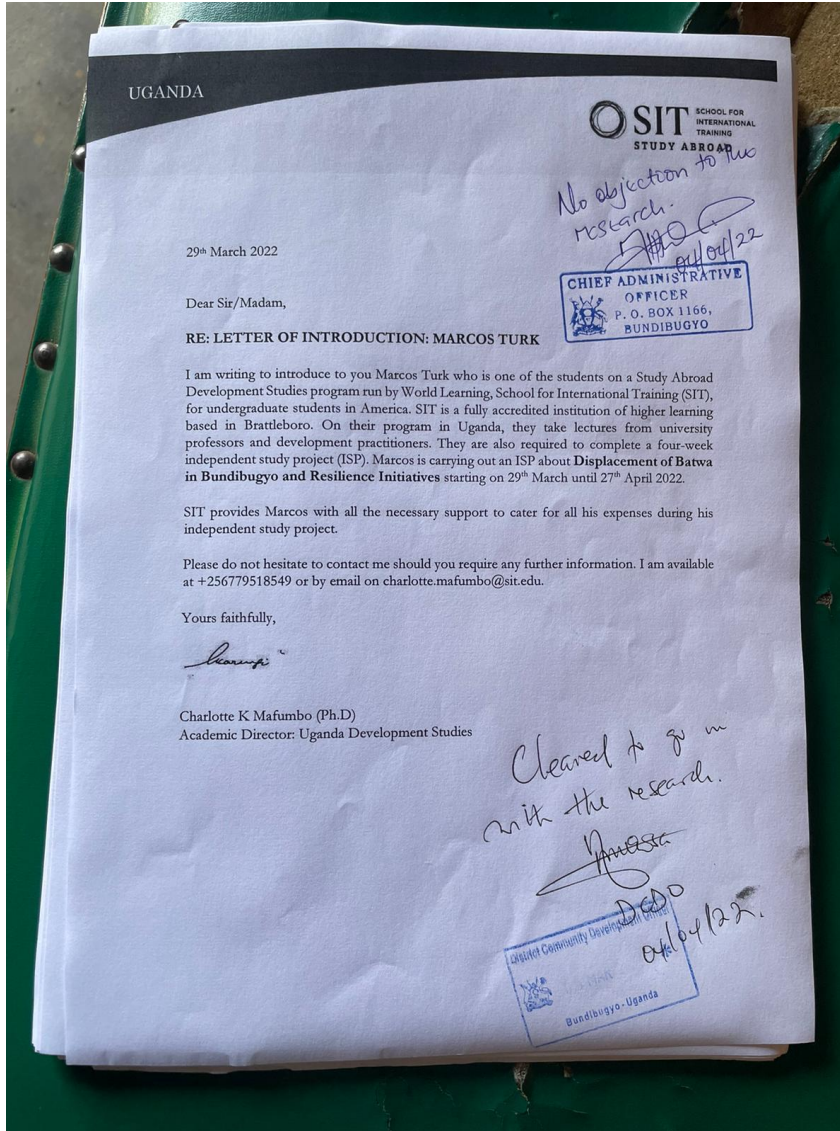 UGANDA
SIT
SCHOOL FOR
INTERNATIONAL
TRAINING
STUDY ABROAD
No objection to the
research.
04/04/22
CHIEF ADMINISTRATIVE
OFFICER
P. O. BOX 1166,
BUNDIBUGYO
29th March 2022
Dear Sir/Madam,
RE: LETTER OF INTRODUCTION: MARCOS TURK
I am writing to introduce to you Marcos Turk who is one of the students on a Study Abroad
Development Studies program run by World Learning, School for International Training (SIT),
for undergraduate students in America. SIT is a fully accredited institution of higher learning
based in Brattleboro. On their program in Uganda, they take lectures from university
professors and development practitioners. They are also required to complete a four-week
independent study project (ISP). Marcos is carrying out an ISP about Displacement of Batwa
in Bundibugyo and Resilience Initiatives starting on 29th March until 27th April 2022.
SIT provides Marcos with all the necessary support to cater for all his expenses during his
independent study project.
Please do not hesitate to contact me should you require any further information. I am available
at +256779518549 or by email on charlotte.mafumbo@sit.edu.
Yours faithfully,
Charlotte K Mafumbo (Ph.D)
Academic Director: Uganda Development Studies
Cleared to go on
with the research.
DCDO
04/04/22.
District Community Development
Bundibugyo - Uganda